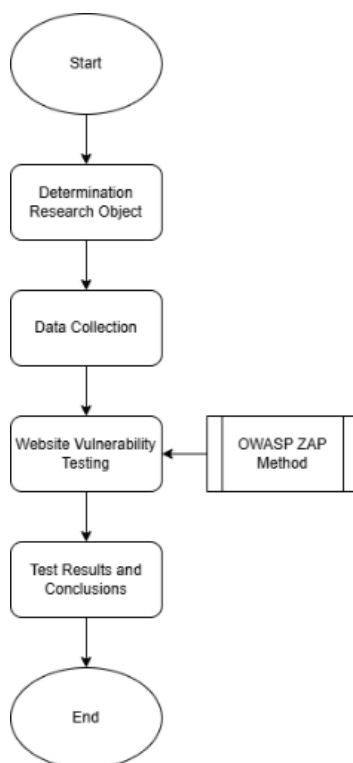 Start
Determination
Research Object
Data Collection
Website Vulnerability
Testing
OWASP ZAP
Method
Test Results and
Conclusions
End